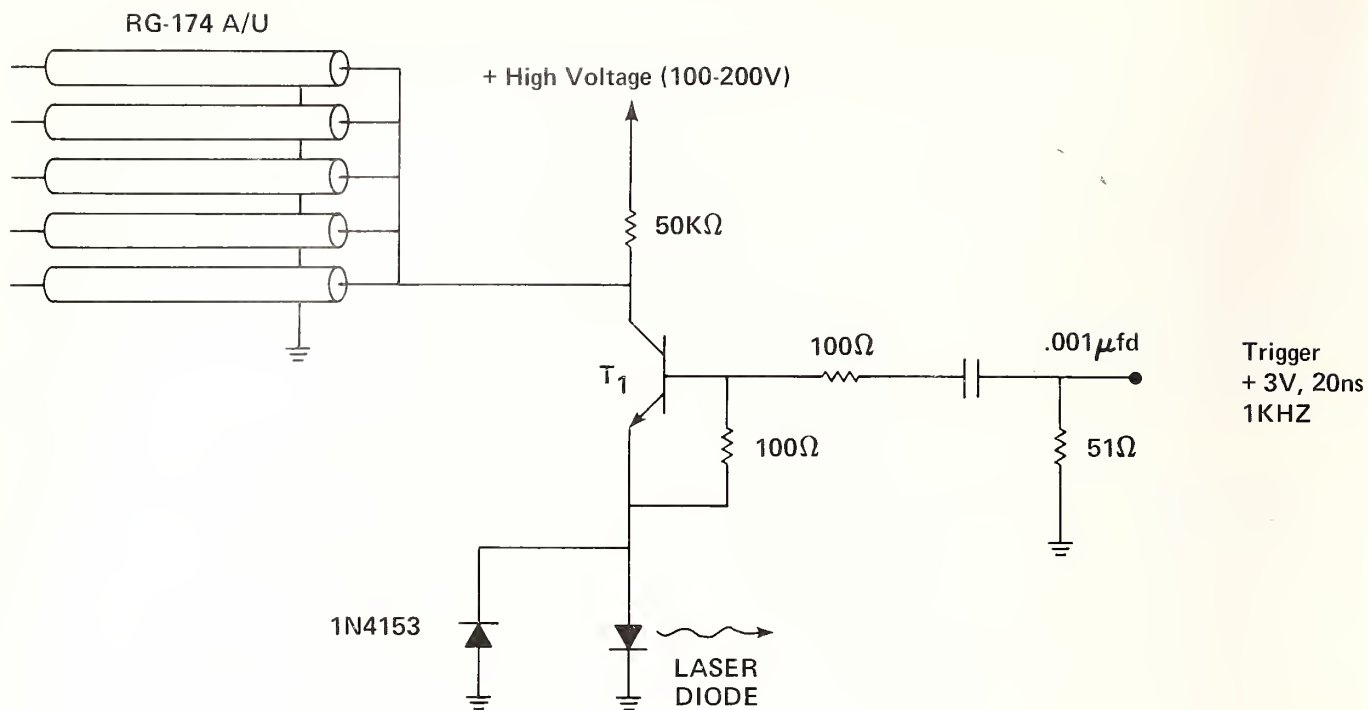 RG-174 A/U
+ High Voltage (100-200V)
50KΩ
T₁
100Ω
.001μfd
100Ω
51Ω
Trigger
+ 3V, 20ns
1KHZ
1N4153
LASER
DIODE